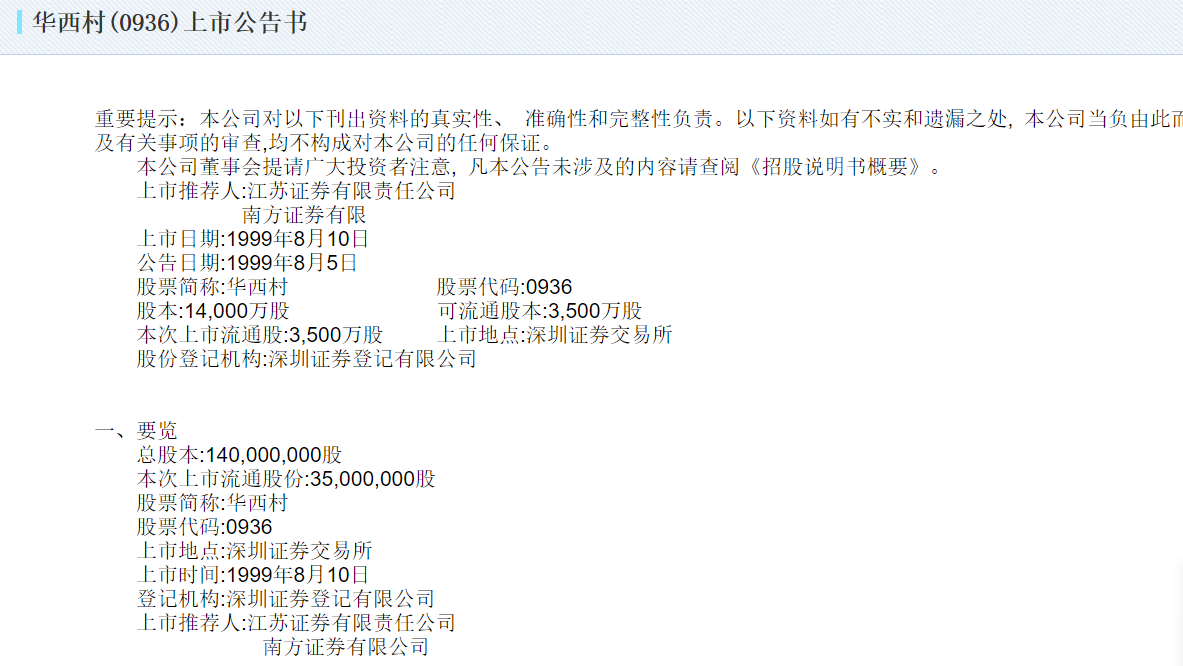 华西村(0936)上市公告书
重要提示：本公司对以下刊出资料的真实性、 准确性和完整性负责。以下资料如有不实和遗漏之处, 本公司当负由此而
及有关事项的审查,均不构成对本公司的任何保证。
本公司董事会提请广大投资者注意, 凡本公告未涉及的内容请查阅《招股说明书概要》。
上市推荐人:江苏证券有限责任公司
南方证券有限
上市日期:1999年8月10日
公告日期:1999年8月5日
股票简称:华西村 股票代码:0936
股本:14,000万股 可流通股本:3,500万股
本次上市流通股:3,500万股 上市地点:深圳证券交易所
股份登记机构:深圳证券登记有限公司
一、要览
总股本:140,000,000股
本次上市流通股份:35,000,000股
股票简称:华西村
股票代码:0936
上市地点:深圳证券交易所
上市时间:1999年8月10日
登记机构:深圳证券登记有限公司
上市推荐人:江苏证券有限责任公司
南方证券有限公司